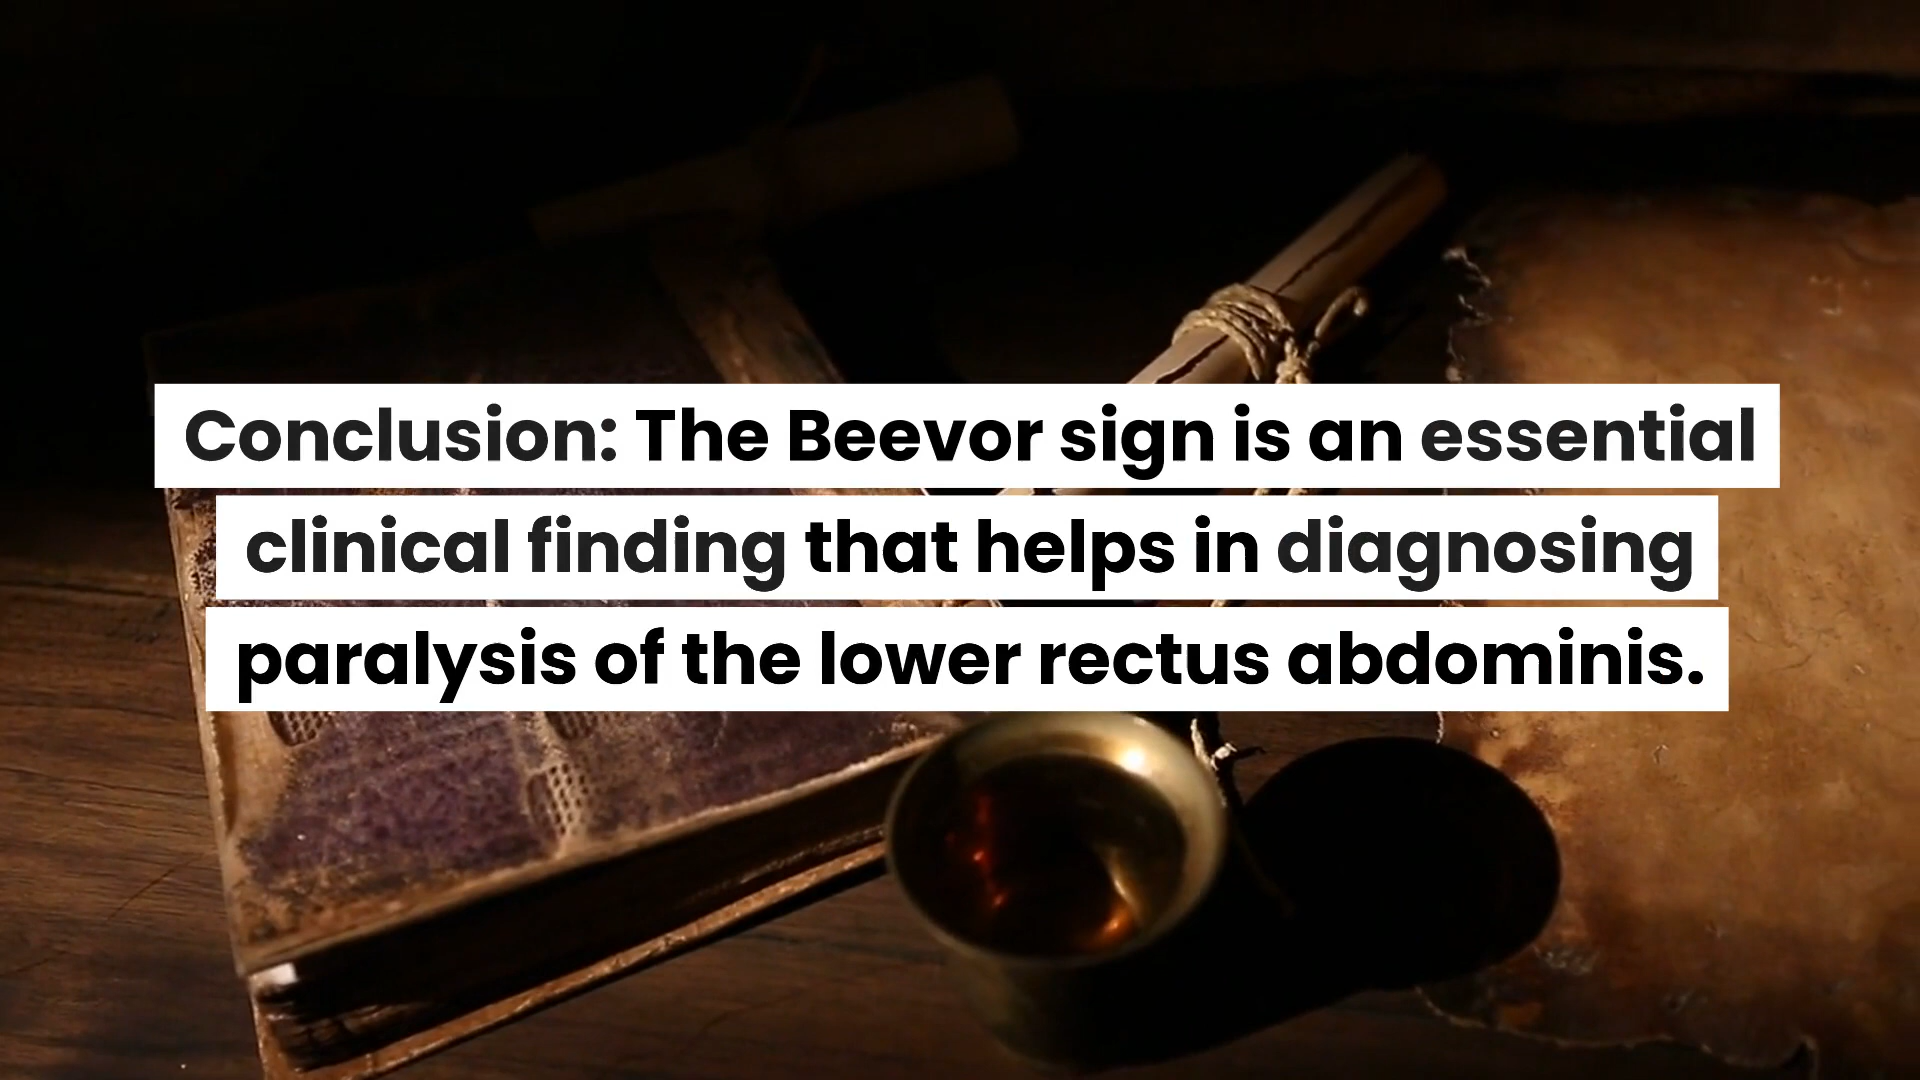 Conclusion: The Beevor sign is an essential
clinical finding that helps in diagnosing
paralysis of the lower rectus abdominis.